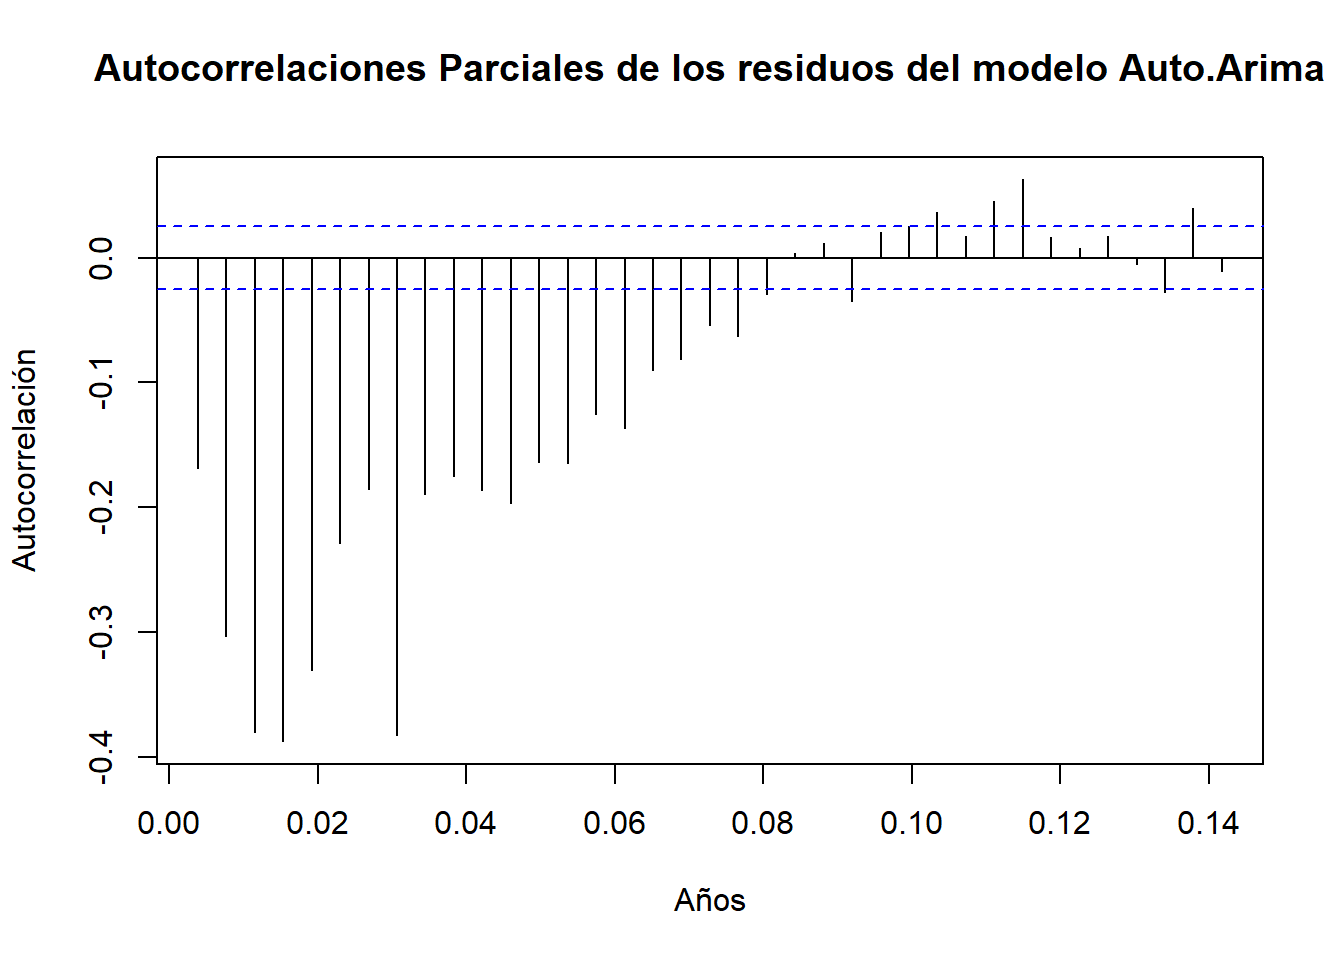 Autocorrelaciones Parciales de los residuos del modelo Auto.Arima
Autocorrelación
0.0
-0.1
-0.2
-0.3
-0.4
0.00 0.02 0.04 0.06 0.08 0.10 0.12 0.14
Años